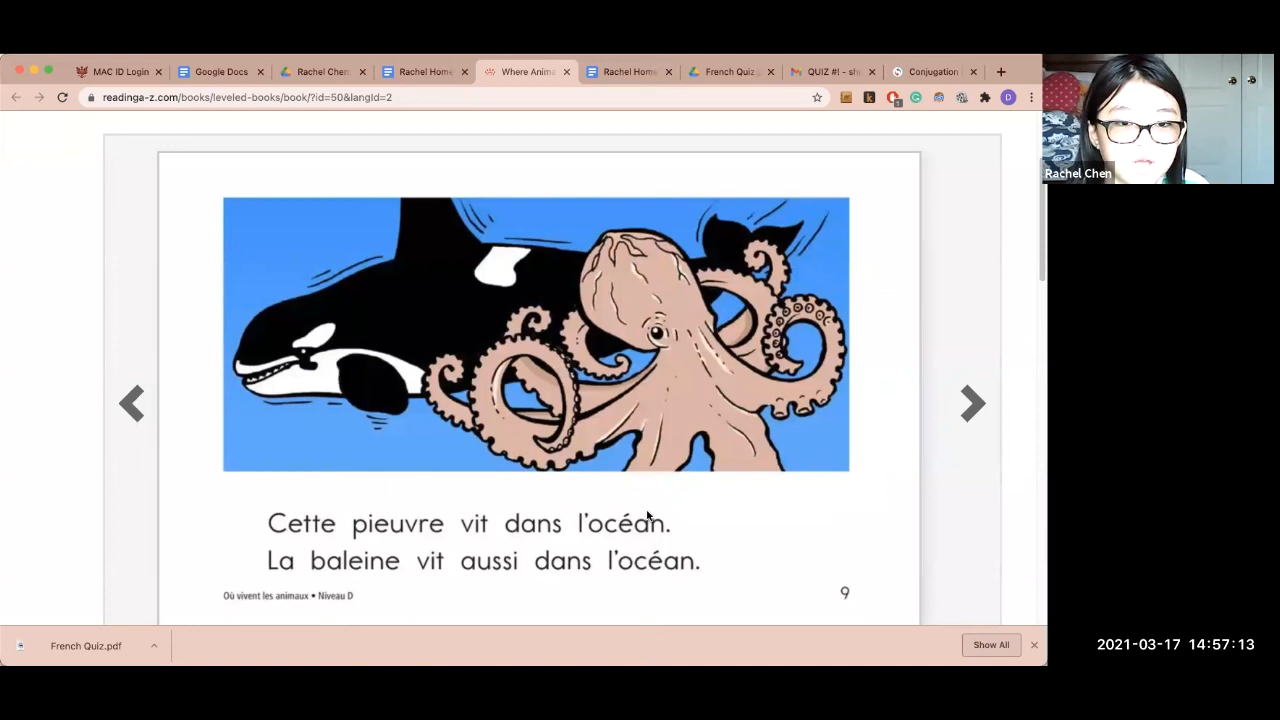 MAC ID Login
Google Docs
Rachel Chen
Rachel Home
Where Anima
Rachel Home
French Quiz.p
QUIZ #I - sh
Conjugation
readinga-z.com/books/leveled-books/book/?id=50&langId=2
1
D
Rachel Chen
Cette pieuvre vit dans l'océan.
La baleine vit aussi dans l'océan.
Où vivent les animaux • Niveau D
9
French Quiz.pdf
Show All
2021-03-17 14:57:13